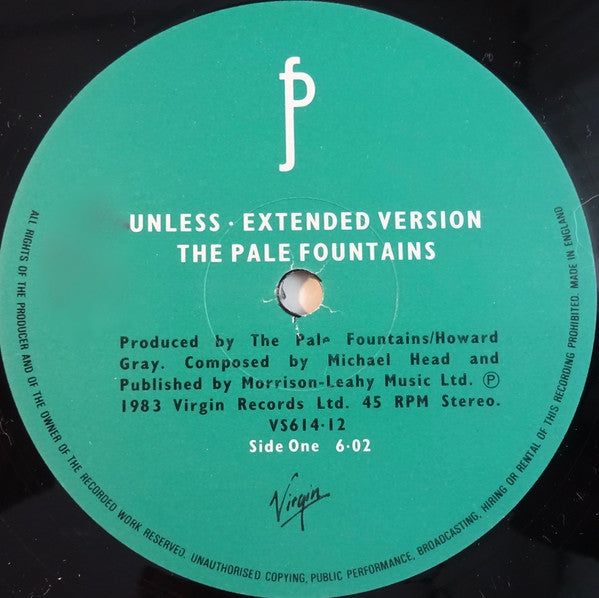 fp
UNLESS · EXTENDED VERSION
THE PALE FOUNTAINS
Produced by The Pale Fountains/Howard
Gray. Composed by Michael Head and
Published by Morrison-Leahy Music Ltd. ℗
1983 Virgin Records Ltd. 45 RPM Stereo.
VS614·12
Side One 6·02
Virgin
ALL RIGHTS OF THE PRODUCER AND OF THE OWNER OF THE RECORDED WORK RESERVED. UNAUTHORISED COPYING, PUBLIC PERFORMANCE, BROADCASTING, HIRING OR RENTAL OF THIS RECORDING PROHIBITED. MADE IN ENGLAND